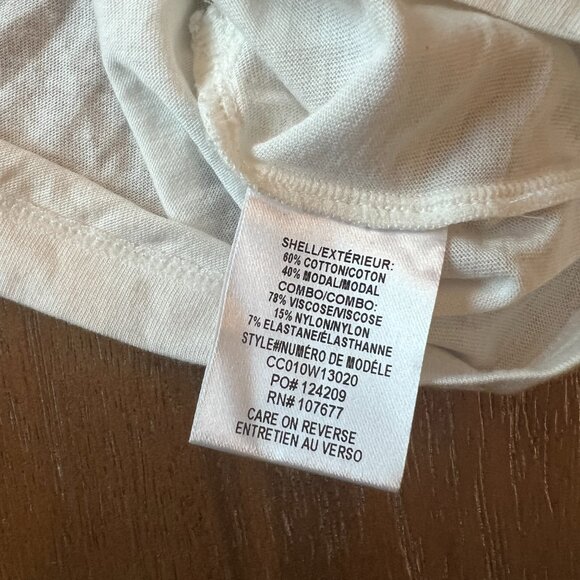 SHELL/EXTÉRIEUR:
60% COTTON/COTON
40% MODAL/MODAL
COMBO/COMBO:
78% VISCOSE/VISCOSE
15% NYLON/NYLON
7% ELASTANE/ÉLASTHANNE
STYLE#/NUMÉRO DE MODÈLE
CC010W13020
PO# 124209
RN# 107677
CARE ON REVERSE
ENTRETIEN AU VERSO